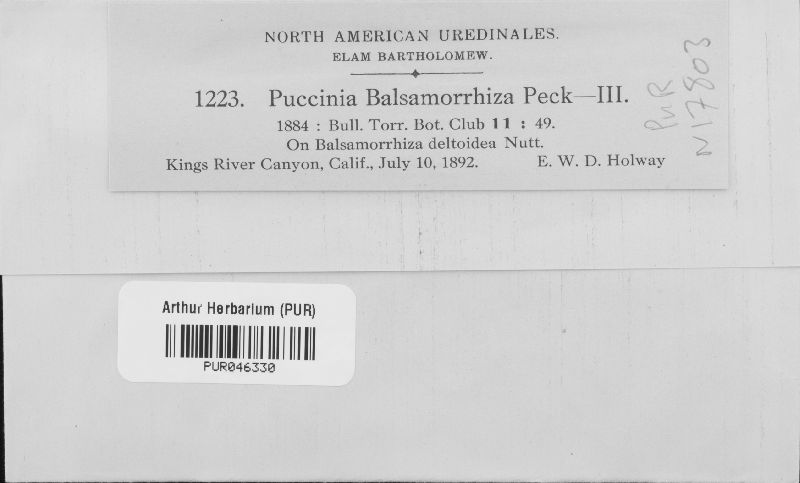 NORTH AMERICAN UREDINALES.
ELAM BARTHOLOMEW.
1223. Puccinia Balsamorrhiza Peck—III.
1884 : Bull. Torr. Bot. Club 11 : 49.
On Balsamorrhiza deltoidea Nutt.
Kings River Canyon, Calif., July 10, 1892. E. W. D. Holway
PUR
N17803
Arthur Herbarium (PUR)
PUR046330